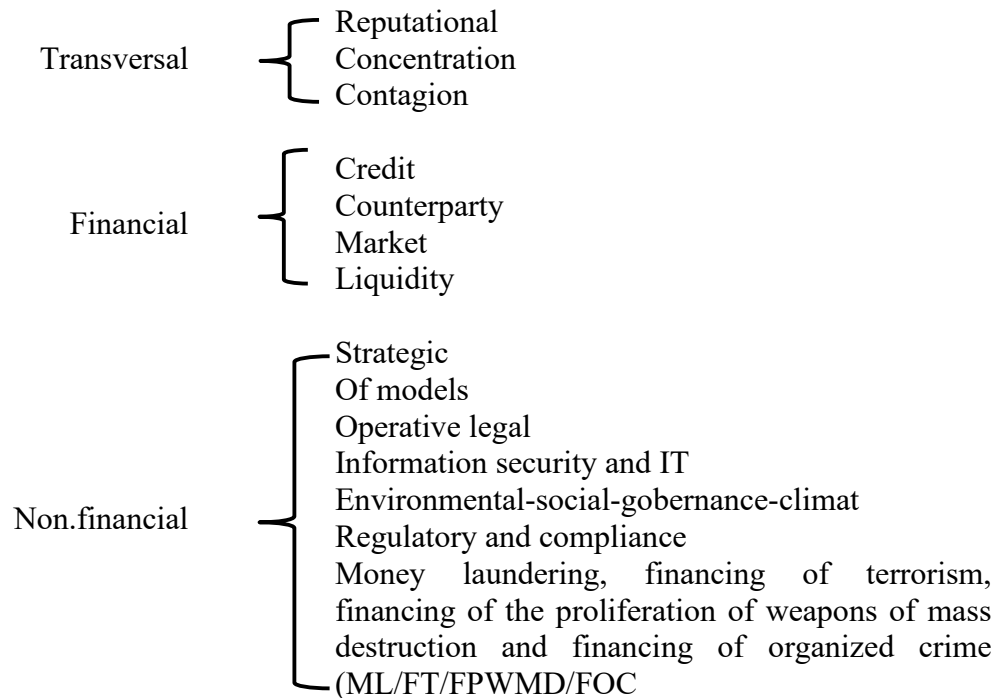 Transversal
Reputational
Concentration
Contagion
Financial
Credit
Counterparty
Market
Liquidity
Non.financial
Strategic
Of models
Operative legal
Information security and IT
Environmental-social-gobernance-climat
Regulatory and compliance
Money laundering, financing of terrorism,
financing of the proliferation of weapons of mass
destruction and financing of organized crime
(ML/FT/FPWMD/FOC